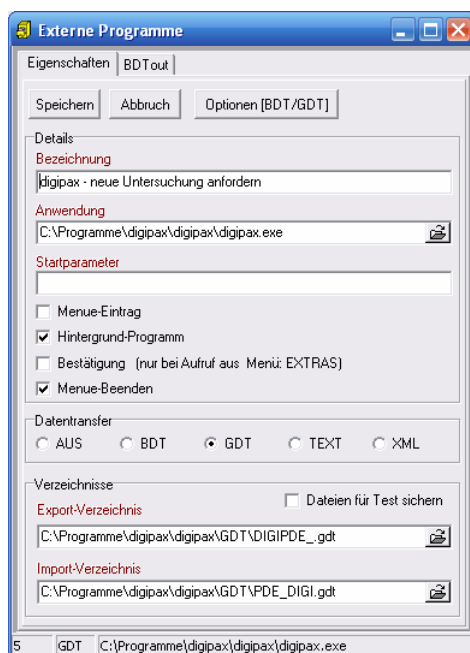 Externe Programme
Eigenschaften BDTout
Speichern Abbruch Optionen [BDT/GDT]
Details
Bezeichnung
digipax - neue Untersuchung anfordern
Anwendung
C:\Programme\digipax\digipax\digipax.exe
Startparameter
Menue-Eintrag
Hintergrund-Programm
Bestätigung (nur bei Aufruf aus Menü: EXTRAS)
Menue-Beenden
Datentransfer
AUS BDT GDT TEXT XML
Verzeichnisse
Dateien für Test sichern
Export-Verzeichnis
C:\Programme\digipax\digipax\GDT\DIGIPDE_.gdt
Import-Verzeichnis
C:\Programme\digipax\digipax\GDT\PDE_DIGI.gdt
5 GDT C:\Programme\digipax\digipax\digipax.exe